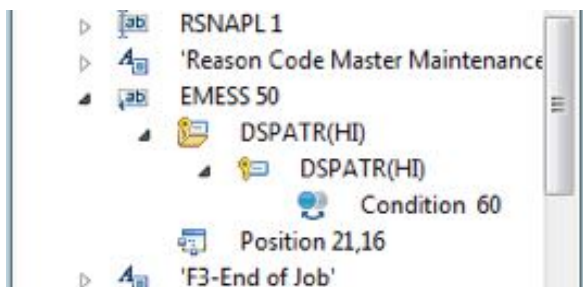 RSNAPL 1
'Reason Code Master Maintenance
EMESS 50
DSPATR(HI)
DSPATR(HI)
Condition 60
Position 21,16
'F3-End of Job'